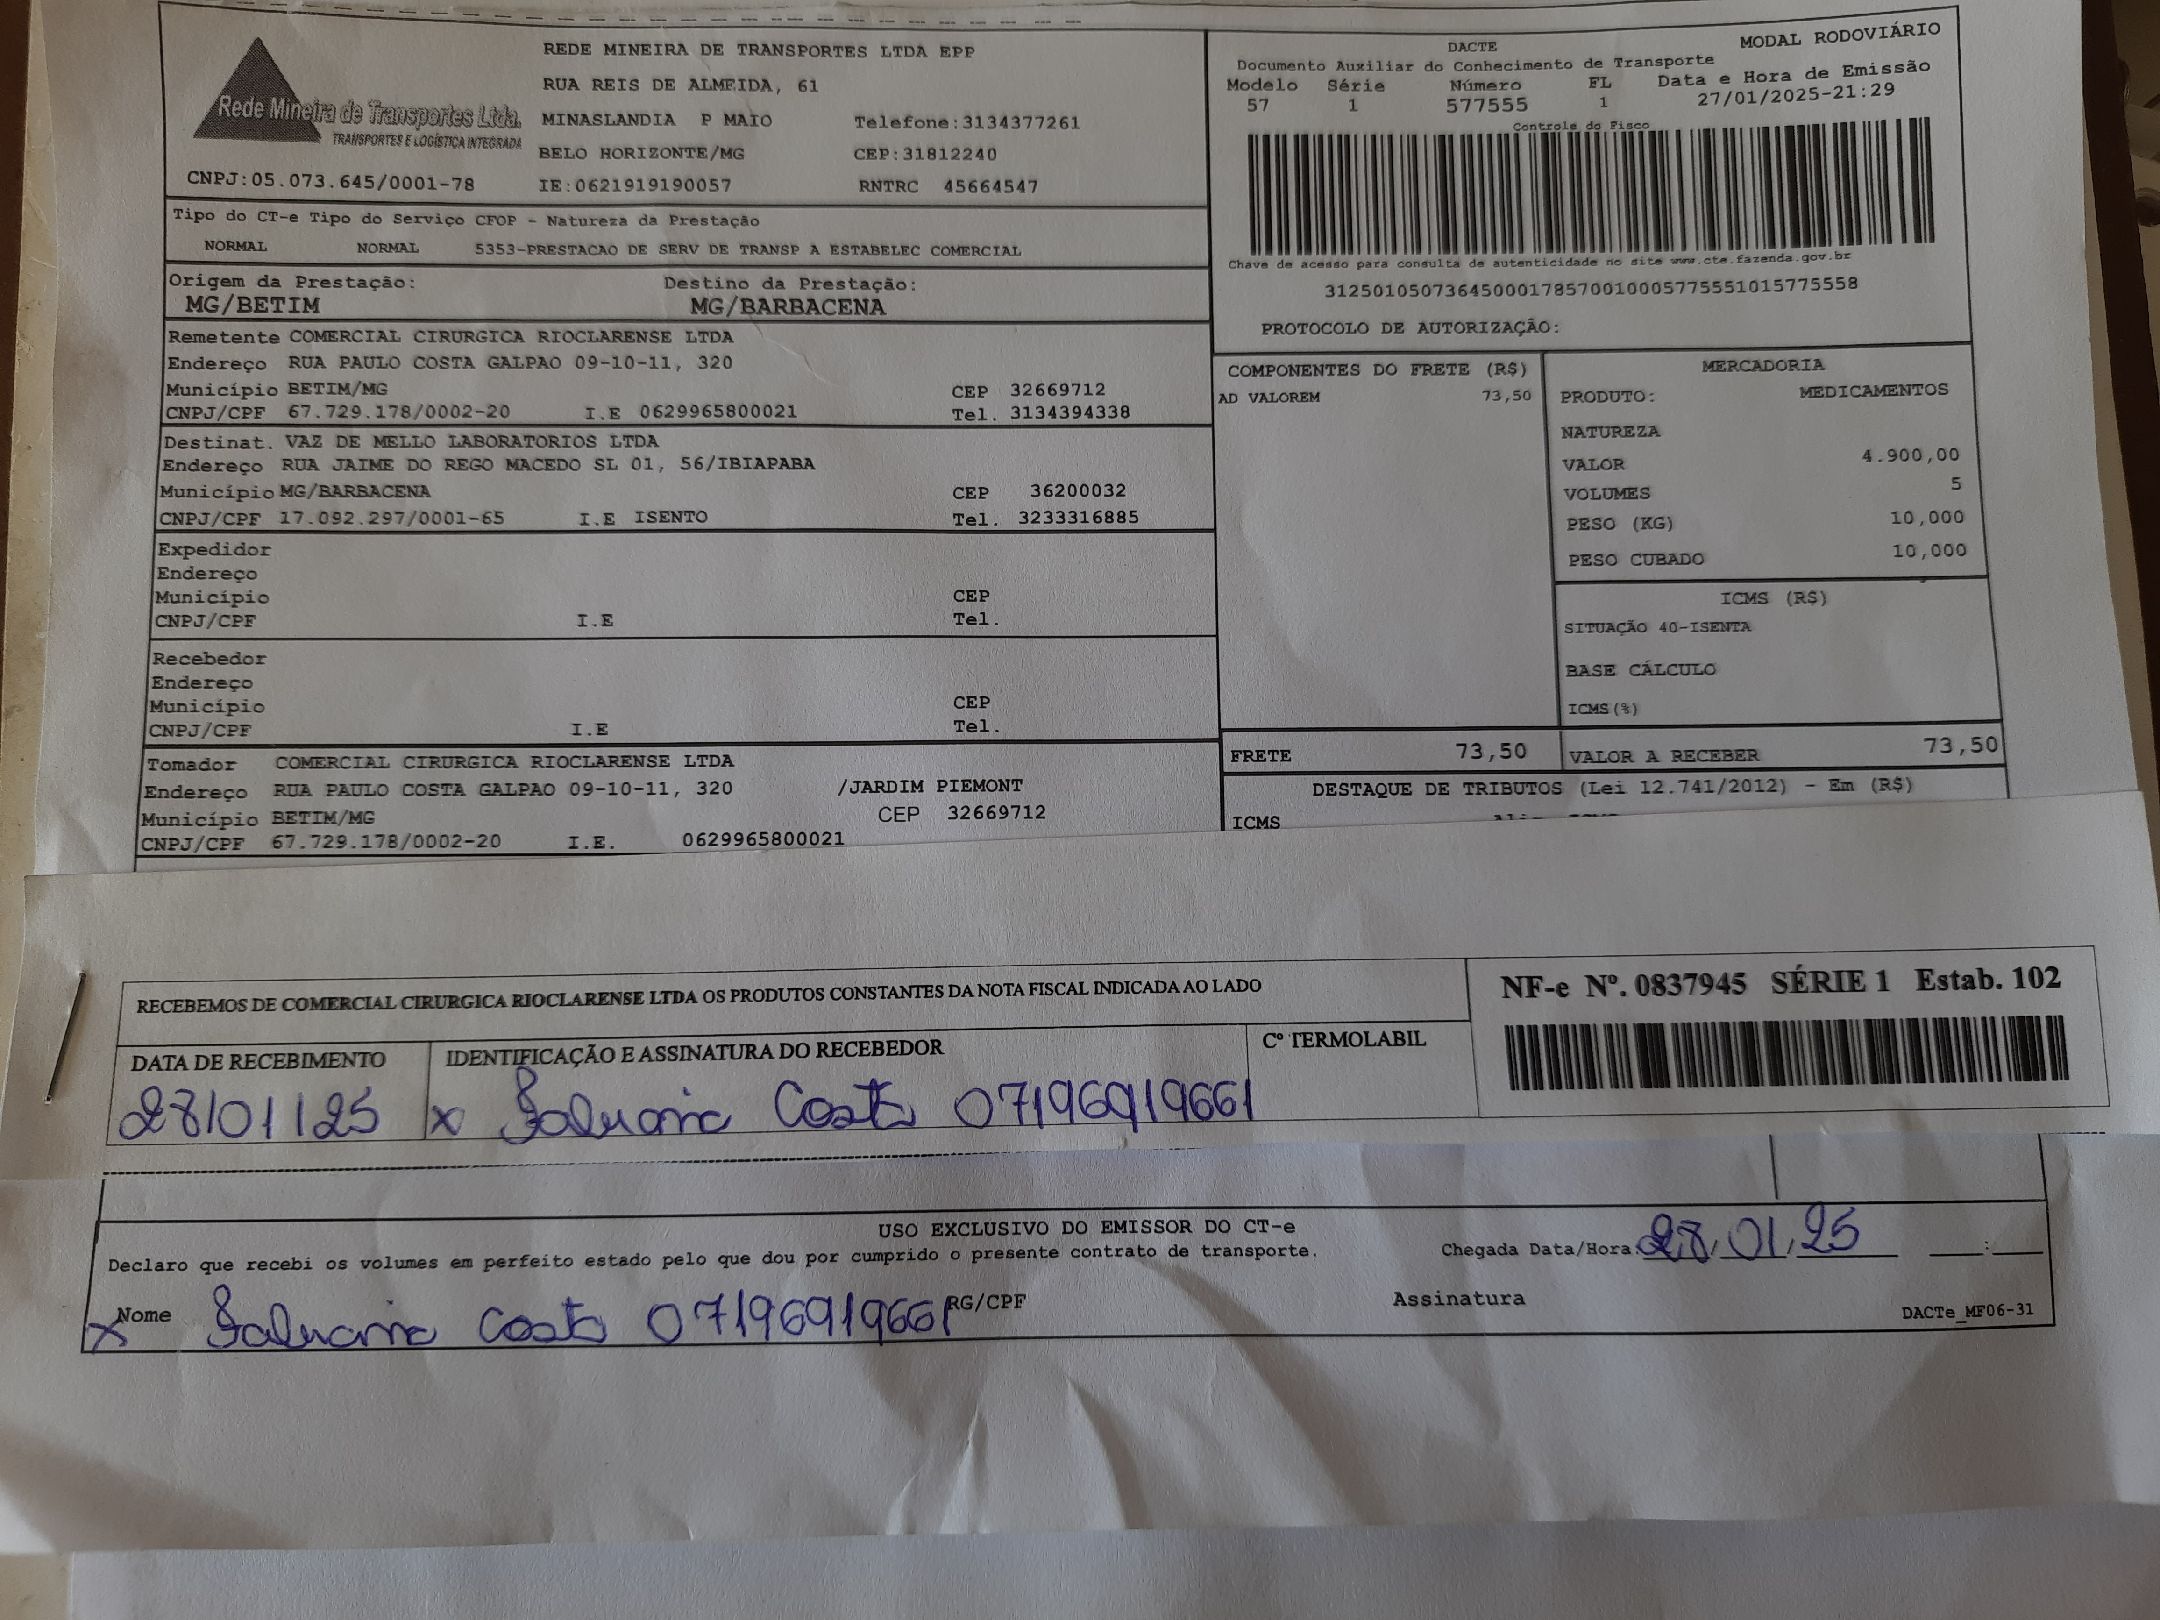 Rede Mineira de Transportes Ltda.
TRANSPORTES E LOGÍSTICA INTEGRADA
CNPJ:05.073.645/0001-78
REDE MINEIRA DE TRANSPORTES LTDA EPP
RUA REIS DE ALMEIDA, 61
MINASLANDIA P MAIO Telefone:3134377261
BELO HORIZONTE/MG CEP:31812240
IE:0621919190057 RNTRC 45664547
DACTE MODAL RODOVIÁRIO
Documento Auxiliar do Conhecimento de Transporte
Modelo Série Número FL Data e Hora de Emissão
57 1 577555 1 27/01/2025-21:29
Controle do Fisco
Chave de acesso para consulta de autenticidade no site www.cte.fazenda.gov.br
31250105073645000178570010005775551015775558
PROTOCOLO DE AUTORIZAÇÃO:
Tipo do CT-e Tipo do Serviço CFOP - Natureza da Prestação
NORMAL NORMAL 5353-PRESTACAO DE SERV DE TRANSP A ESTABELEC COMERCIAL
Origem da Prestação: Destino da Prestação:
MG/BETIM MG/BARBACENA
Remetente COMERCIAL CIRURGICA RIOCLARENSE LTDA
Endereço RUA PAULO COSTA GALPAO 09-10-11, 320
Município BETIM/MG CEP 32669712
CNPJ/CPF 67.729.178/0002-20 I.E 0629965800021 Tel. 3134394338
Destinat. VAZ DE MELLO LABORATORIOS LTDA
Endereço RUA JAIME DO REGO MACEDO SL 01, 56/IBIAPABA
Município MG/BARBACENA CEP 36200032
CNPJ/CPF 17.092.297/0001-65 I.E ISENTO Tel. 3233316885
Expedidor
Endereço
Município CEP
CNPJ/CPF I.E Tel.
Recebedor
Endereço
Município CEP
CNPJ/CPF I.E Tel.
Tomador COMERCIAL CIRURGICA RIOCLARENSE LTDA
Endereço RUA PAULO COSTA GALPAO 09-10-11, 320 /JARDIM PIEMONT
Município BETIM/MG CEP 32669712
CNPJ/CPF 67.729.178/0002-20 I.E. 0629965800021
COMPONENTES DO FRETE (R$)
AD VALOREM 73,50
MERCADORIA
PRODUTO: MEDICAMENTOS
NATUREZA
VALOR 4.900,00
VOLUMES 5
PESO (KG) 10,000
PESO CUBADO 10,000
ICMS (R$)
SITUAÇÃO 40-ISENTA
BASE CÁLCULO
ICMS(%)
FRETE 73,50 VALOR A RECEBER 73,50
DESTAQUE DE TRIBUTOS (Lei 12.741/2012) - Em (R$)
ICMS
RECEBEMOS DE COMERCIAL CIRURGICA RIOCLARENSE LTDA OS PRODUTOS CONSTANTES DA NOTA FISCAL INDICADA AO LADO
NF-e Nº. 0837945 SÉRIE 1 Estab. 102
DATA DE RECEBIMENTO IDENTIFICAÇÃO E ASSINATURA DO RECEBEDOR Cº TERMOLABIL
28/01/25 x Costa 07196919661
USO EXCLUSIVO DO EMISSOR DO CT-e
Declaro que recebi os volumes em perfeito estado pelo que dou por cumprido o presente contrato de transporte. Chegada Data/Hora: 28/01/25 :
x Nome Costa 07196919661 RG/CPF Assinatura DACTe_MF06-31